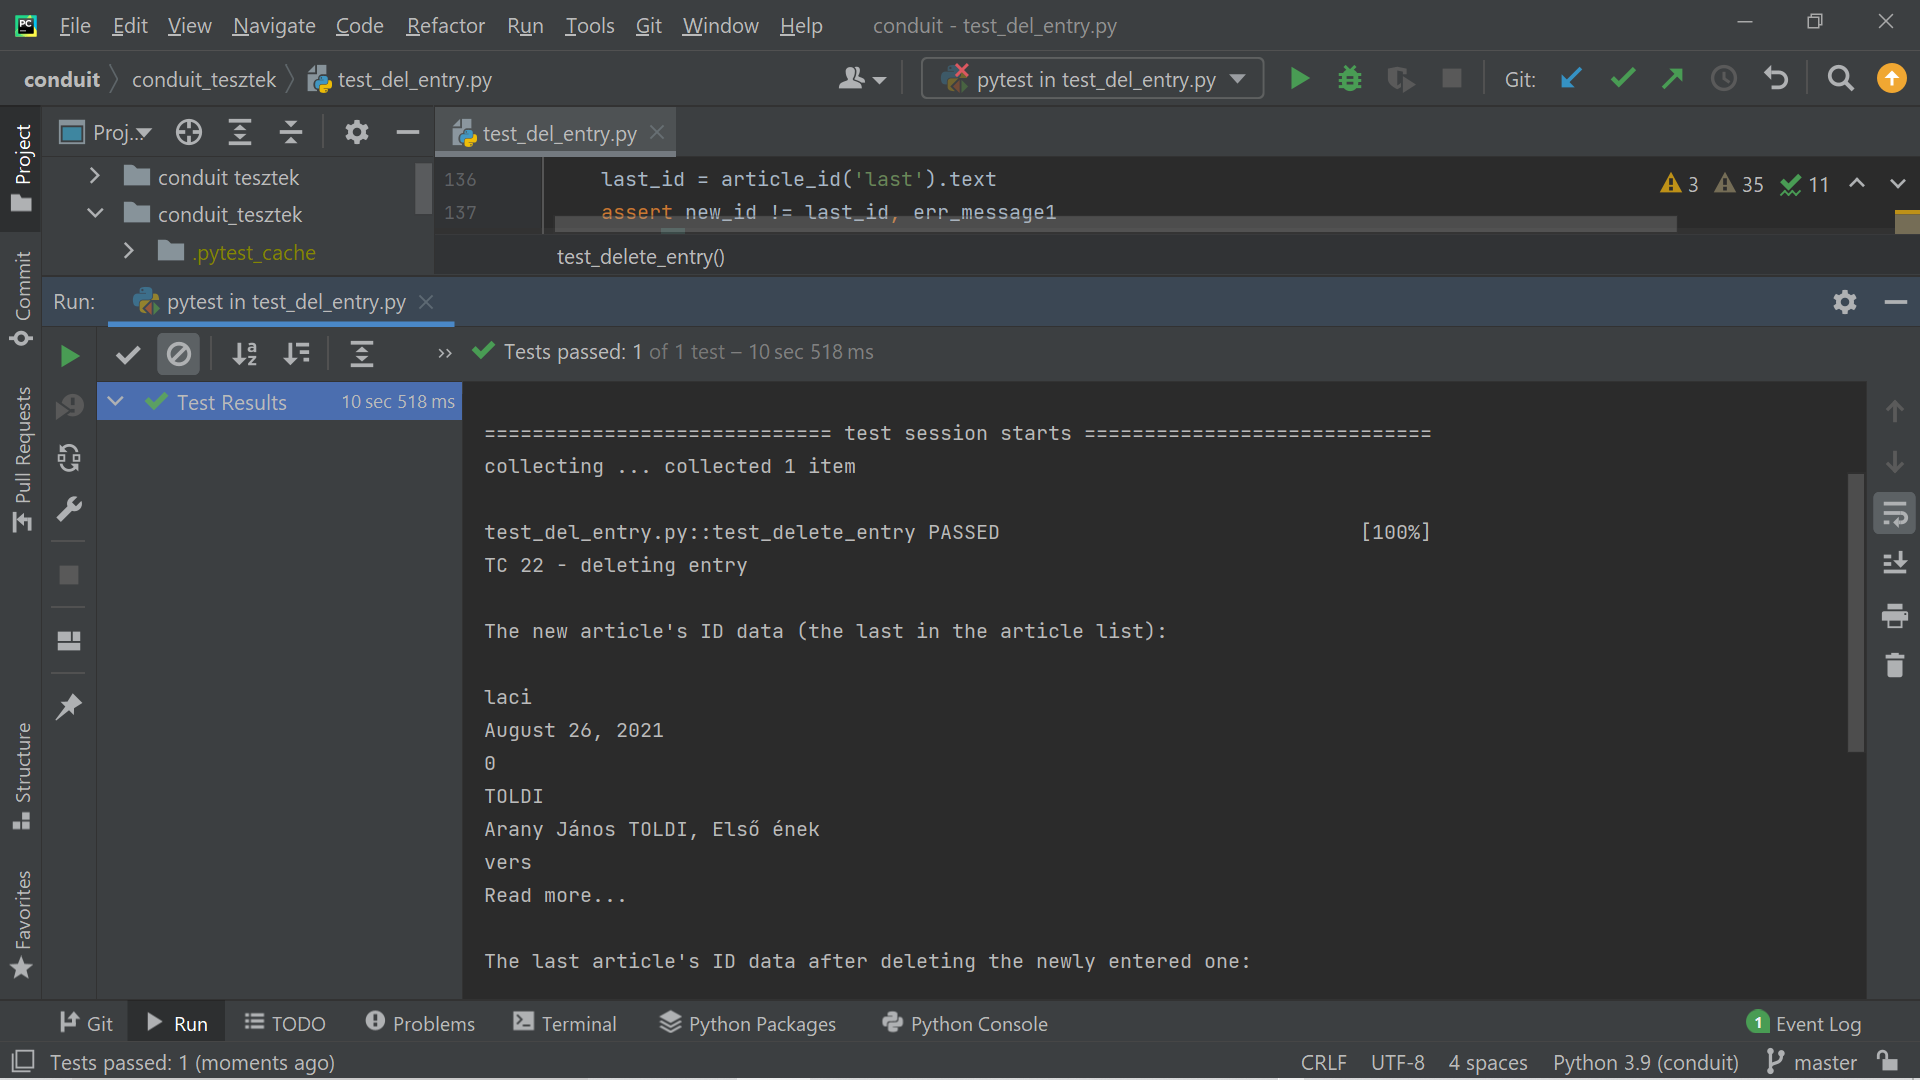 File Edit View Navigate Code Refactor Run Tools Git Window Help conduit - test_del_entry.py
conduit conduit_tesztek test_del_entry.py pytest in test_del_entry.py Git:
Project
Proj... test_del_entry.py
conduit tesztek
conduit_tesztek
.pytest_cache
136 last_id = article_id('last').text
137 assert new_id != last_id, err_message1
3 35 11
test_delete_entry()
Commit
Pull Requests
Structure
Favorites
Run: pytest in test_del_entry.py
Tests passed: 1 of 1 test – 10 sec 518 ms
Test Results 10 sec 518 ms
============================= test session starts =============================
collecting ... collected 1 item
test_del_entry.py::test_delete_entry PASSED [100%]
TC 22 - deleting entry
The new article's ID data (the last in the article list):
laci
August 26, 2021
0
TOLDI
Arany János TOLDI, Első ének
vers
Read more...
The last article's ID data after deleting the newly entered one:
Git Run TODO Problems Terminal Python Packages Python Console 1 Event Log
Tests passed: 1 (moments ago) CRLF UTF-8 4 spaces Python 3.9 (conduit) master